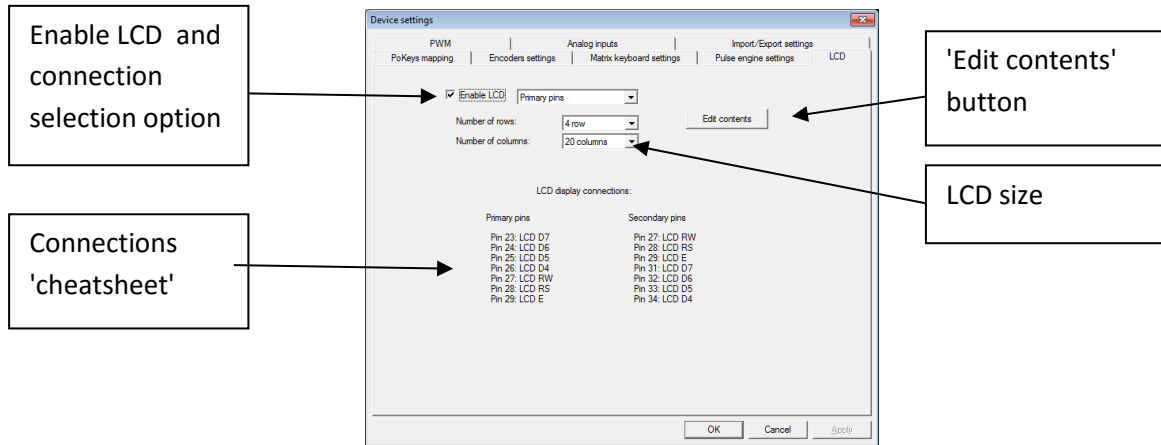 Enable LCD and
connection
selection option
Connections
'cheatsheet'
Device settings
PWM
Analog inputs
Import/Export settings
PoKeys mapping
Encoders settings
Matrix keyboard settings
Pulse engine settings
LCD
Enable LCD
Primary pins
Number of rows:
4 row
Number of columns:
20 columns
Edit contents
LCD display connections:
Primary pins
Pin 23: LCD D7
Pin 24: LCD D6
Pin 25: LCD D5
Pin 26: LCD D4
Pin 27: LCD RW
Pin 28: LCD RS
Pin 29: LCD E
Secondary pins
Pin 27: LCD RW
Pin 28: LCD RS
Pin 29: LCD E
Pin 31: LCD D7
Pin 32: LCD D6
Pin 33: LCD D5
Pin 34: LCD D4
OK
Cancel
Apply
'Edit contents'
button
LCD size